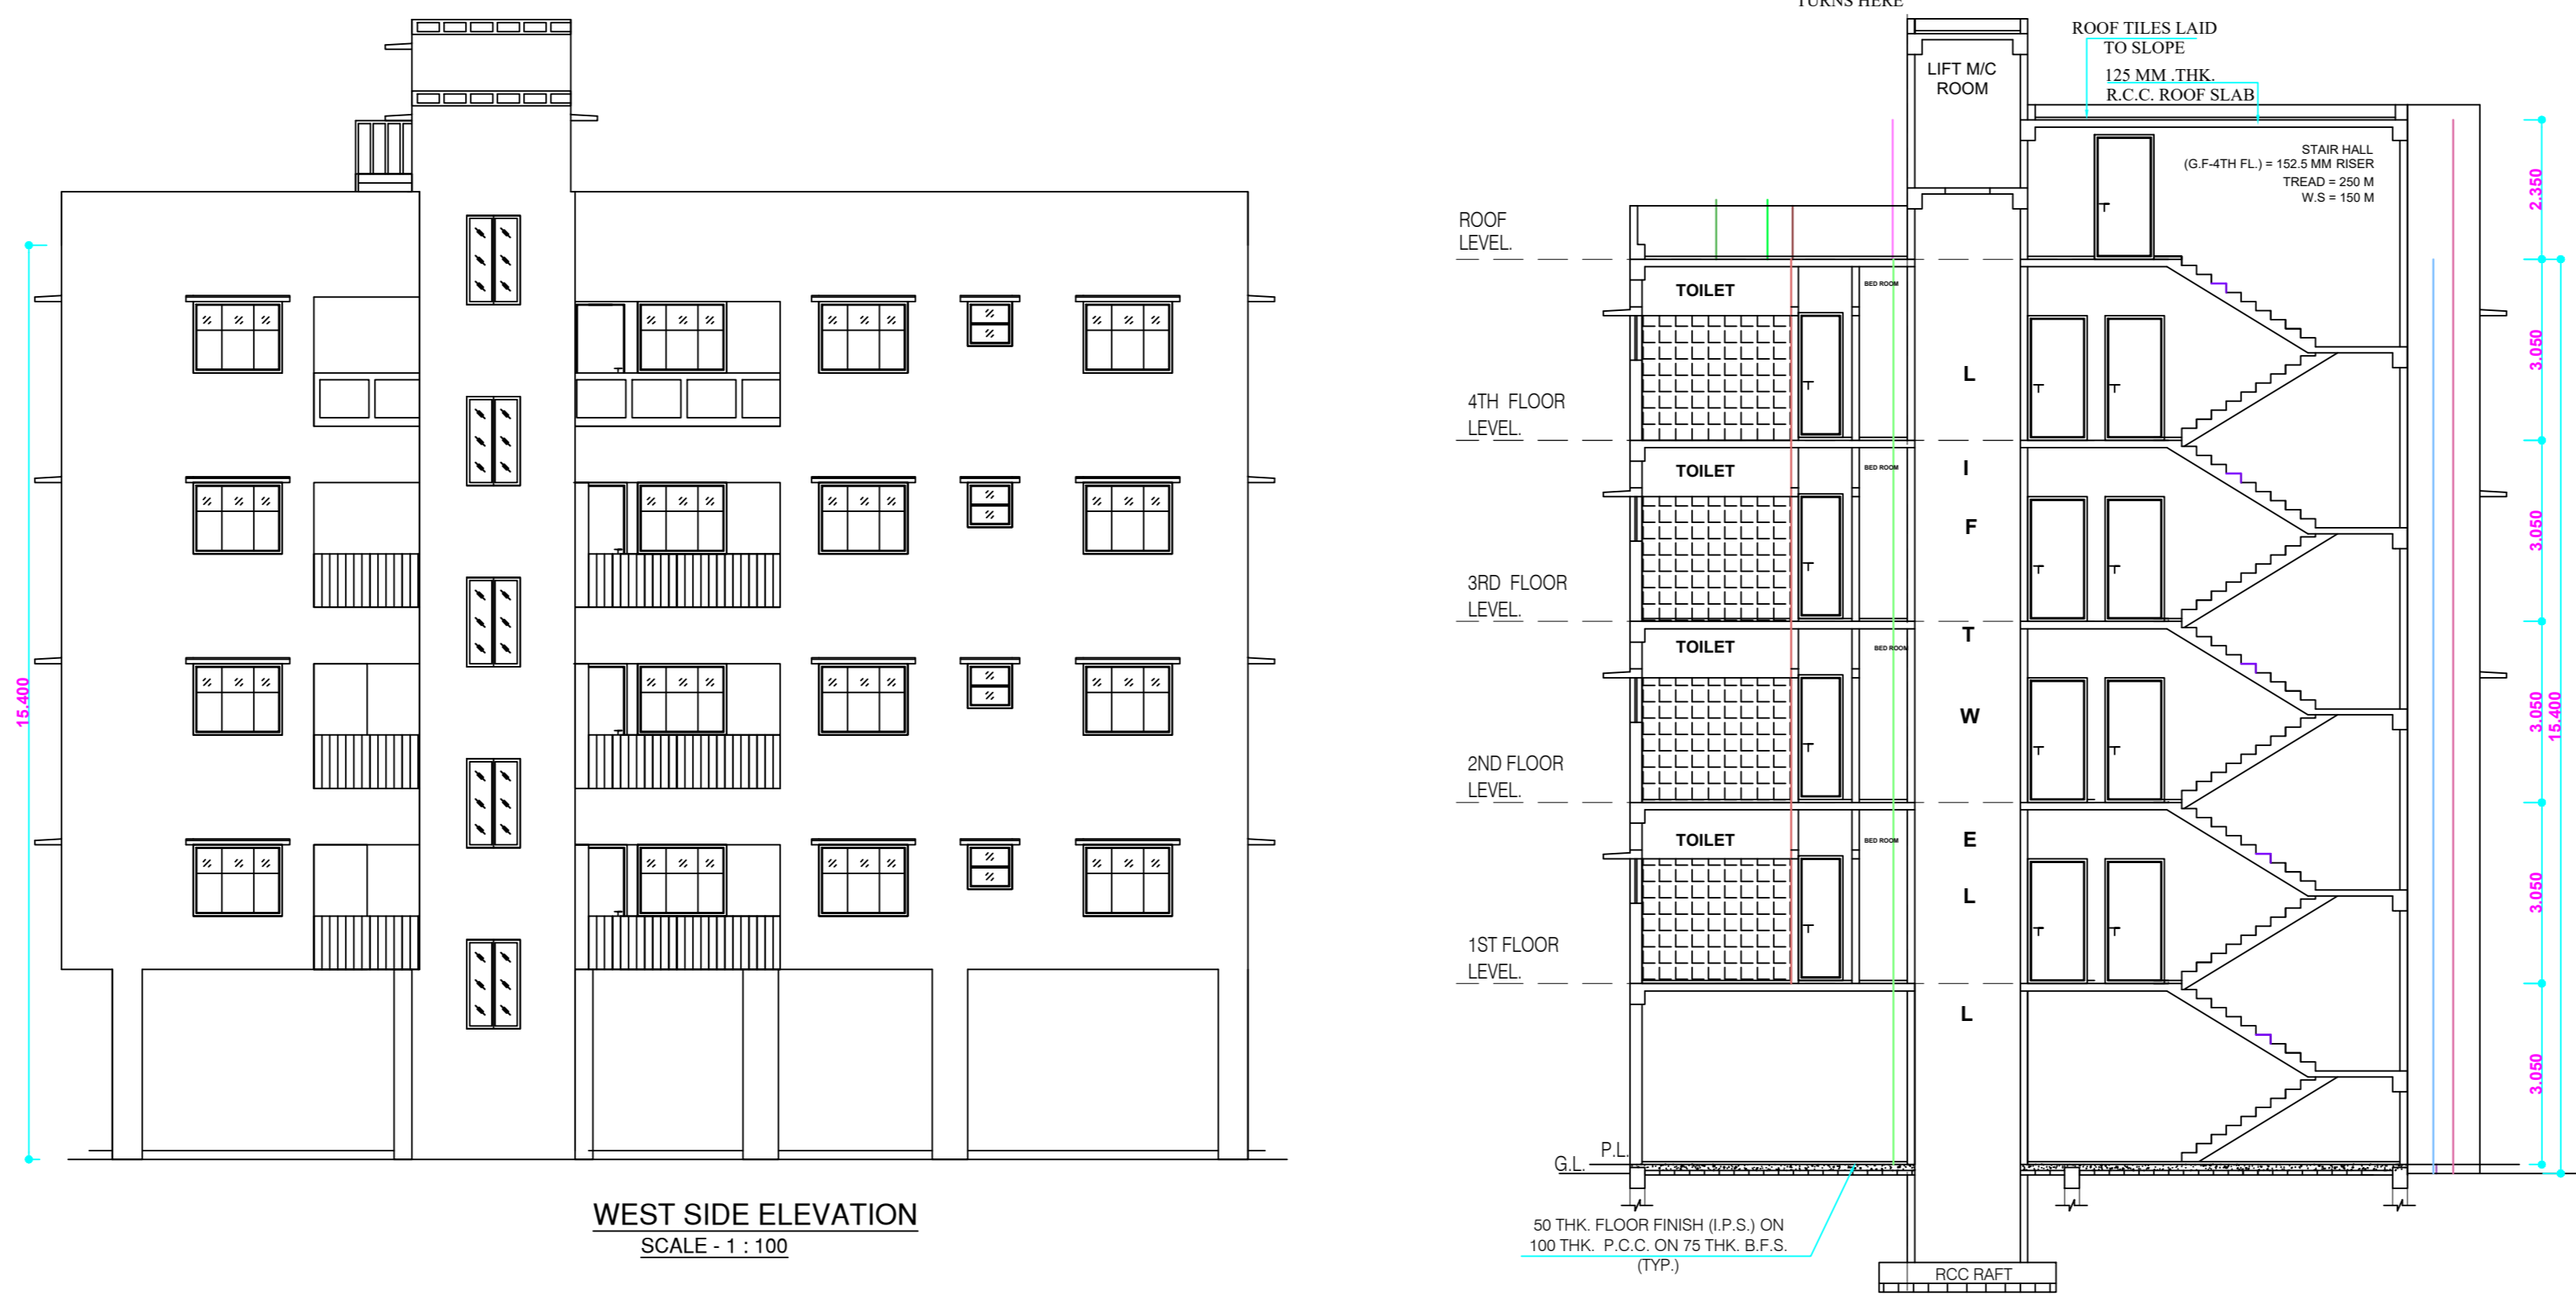 TURNS HERE
ROOF TILES LAID
TO SLOPE
125 MM .THK.
R.C.C. ROOF SLAB
LIFT M/C
ROOM
STAIR HALL
(G.F-4TH FL.) = 152.5 MM RISER
TREAD = 250 M
W.S = 150 M
2.350
ROOF
LEVEL.
TOILET
BED ROOM
3.050
4TH FLOOR
LEVEL.
TOILET
BED ROOM
3.050
3RD FLOOR
LEVEL.
TOILET
BED ROOM
3.050
15.400
2ND FLOOR
LEVEL.
TOILET
BED ROOM
3.050
1ST FLOOR
LEVEL.
3.050
L
I
F
T
W
E
L
L
P.L.
G.L.
50 THK. FLOOR FINISH (I.P.S.) ON
100 THK. P.C.C. ON 75 THK. B.F.S.
(TYP.)
RCC RAFT
15.400
WEST SIDE ELEVATION
SCALE - 1 : 100